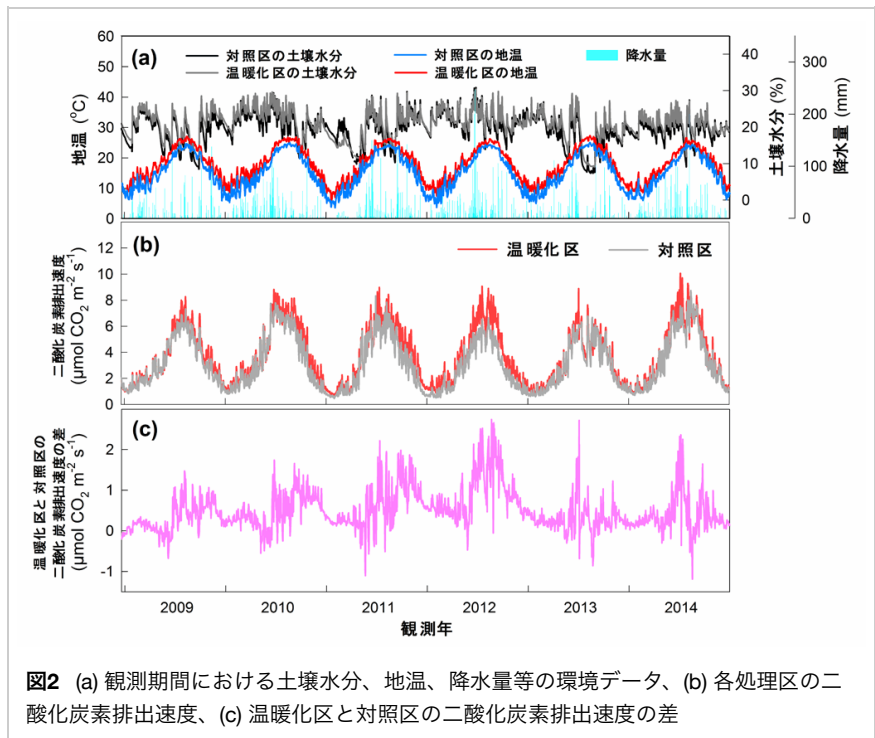 (a)
対照区の土壌水分
対照区の地温
降水量
温暖化区の土壌水分
温暖化区の地温
地温 (°C)
60
50
40
30
20
10
0
土壌水分 (%)
40
30
20
10
0
降水量 (mm)
300
200
100
0
(b)
温暖化区
対照区
二酸化炭素排出速度
(μmol CO2 m-2 s-1)
12
10
8
6
4
2
0
(c)
温暖化区と対照区の
二酸化炭素排出速度の差
(μmol CO2 m-2 s-1)
2
1
0
-1
2009 2010 2011 2012 2013 2014
観測年
図2 (a) 観測期間における土壌水分、地温、降水量等の環境データ、(b) 各処理区の二
酸化炭素排出速度、(c) 温暖化区と対照区の二酸化炭素排出速度の差